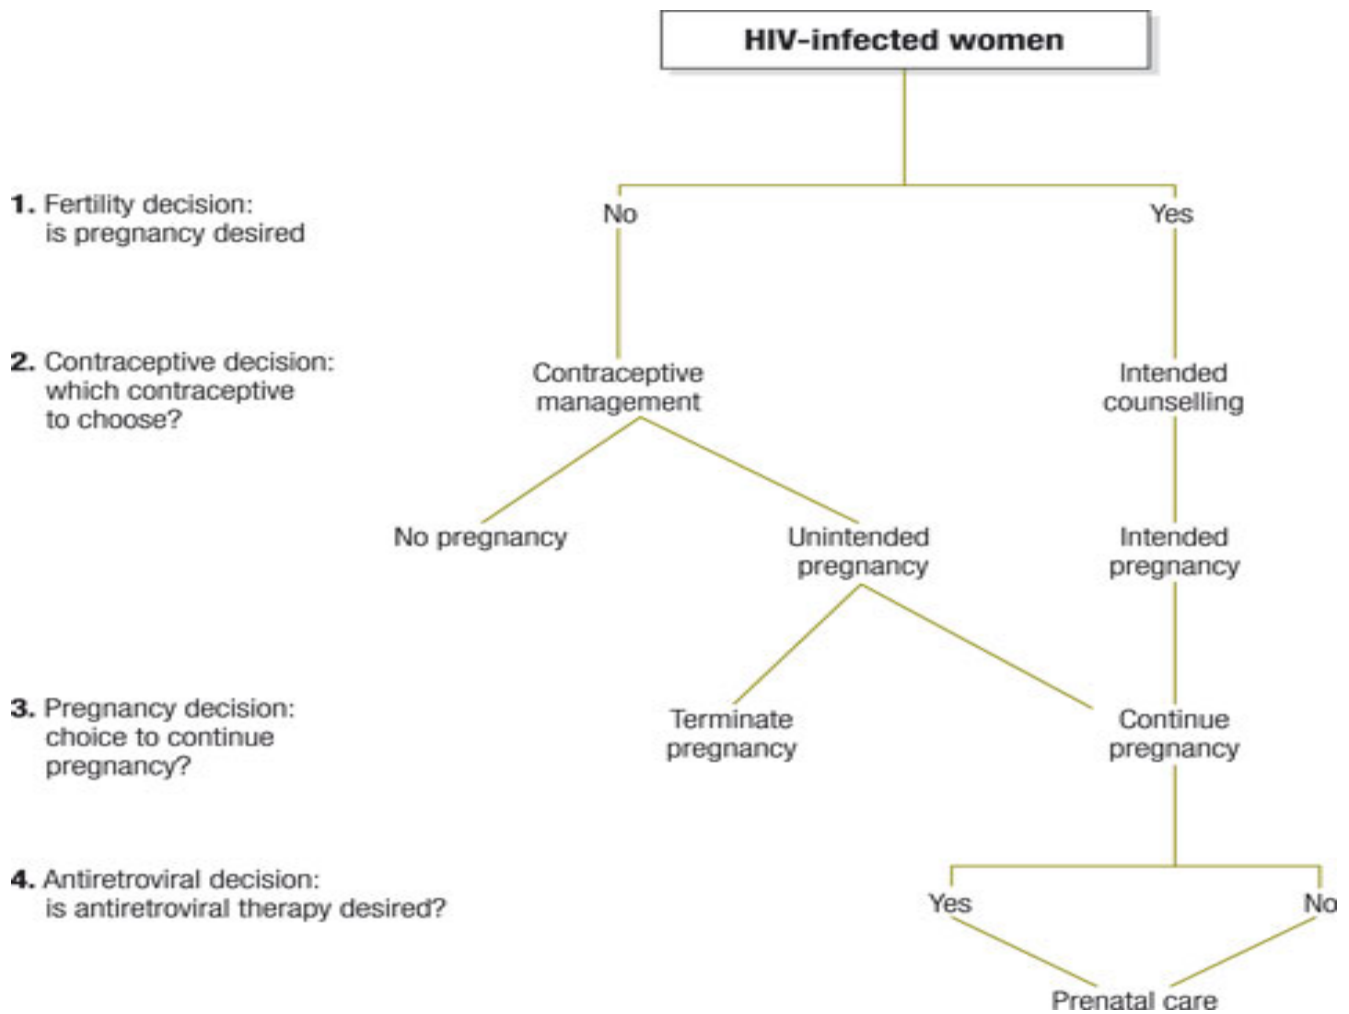 HIV-infected women
1. Fertility decision:
is pregnancy desired
No
Yes
2. Contraceptive decision:
which contraceptive
to choose?
Contraceptive
management
Intended
counselling
No pregnancy
Unintended
pregnancy
Intended
pregnancy
3. Pregnancy decision:
choice to continue
pregnancy?
Terminate
pregnancy
Continue
pregnancy
4. Antiretroviral decision:
is antiretroviral therapy desired?
Yes
No
Prenatal care